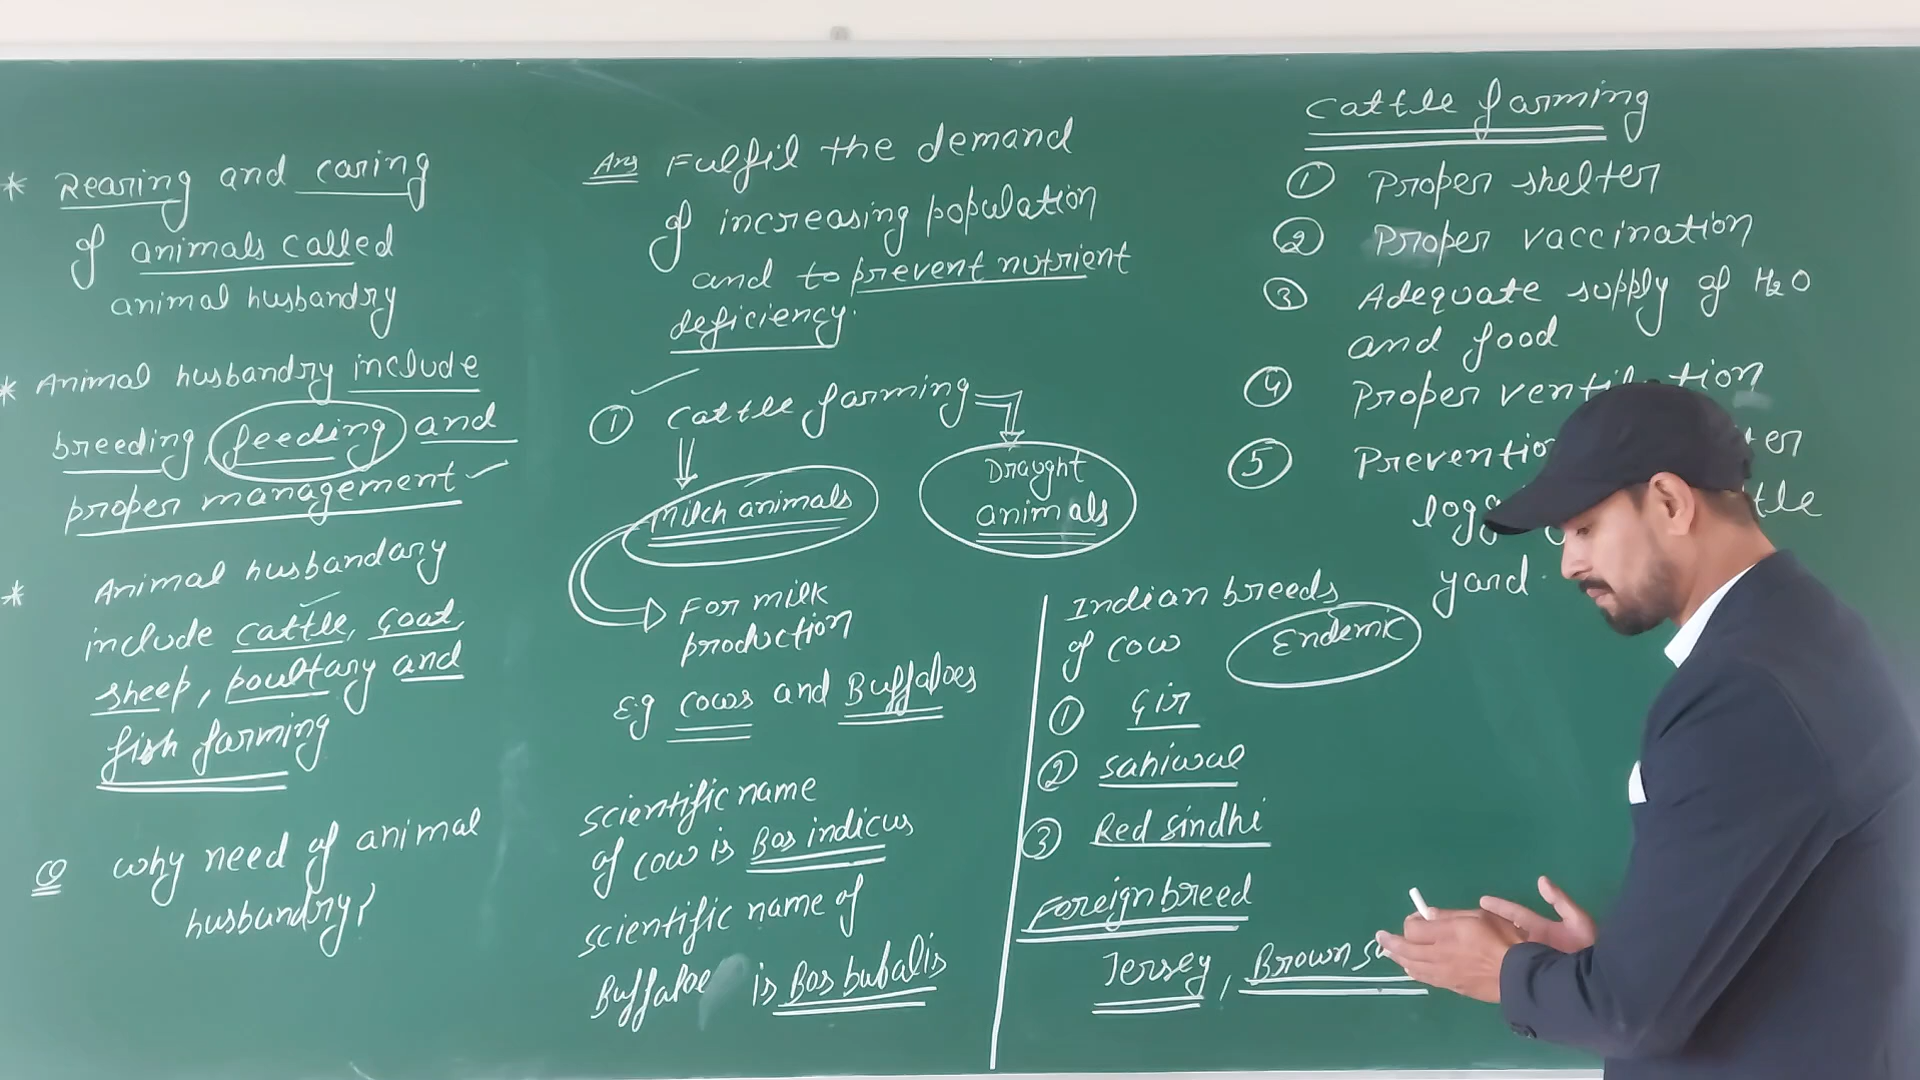 * Rearing and caring
of animals called
animal husbandry
* Animal husbandry include
breeding, feeding and
proper management
* Animal husbandary
include cattle, Goat,
sheep, poultary and
fish farming
Q why need of animal
husbandry?
Ans Fulfil the demand
of increasing population
and to prevent nutrient
deficiency.
① Cattle farming
Milch animals
Draught
animals
For milk
production
E.g cows and Buffaloes
scientific name
of cow is Bos indicus
scientific name of
Buffaloe is Bos bubalis
Indian breeds
of cow
Endemic
① Gir
② sahiwal
③ Red sindhi
Foreign breed
Jersey, Brown
Cattle farming
① Proper shelter
② Proper vaccination
③ Adequate supply of H2O
and food
④ Proper ventilation
⑤
yard.